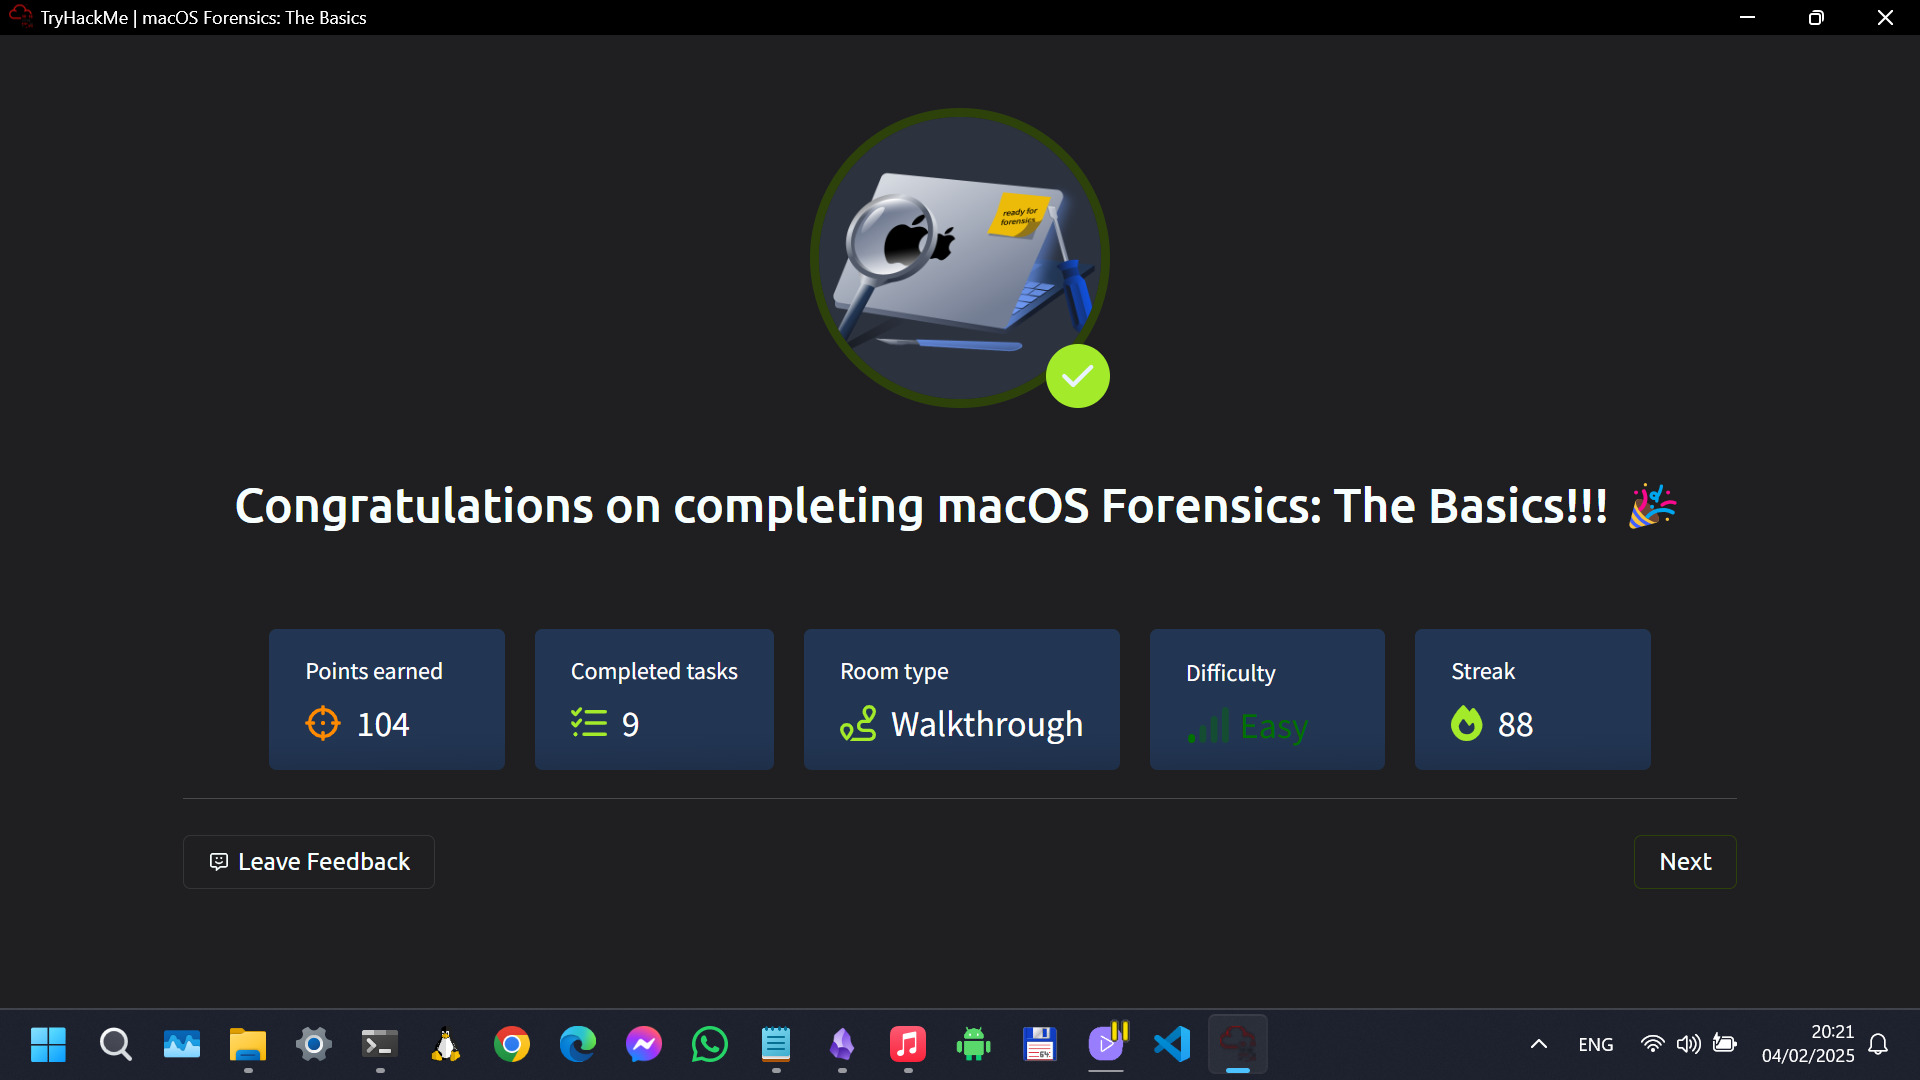 TryHackMe | macOS Forensics: The Basics
ready for
forensics
Congratulations on completing macOS Forensics: The Basics!!! 🎉
Points earned
104
Completed tasks
9
Room type
Walkthrough
Difficulty
Easy
Streak
88
Leave Feedback
Next
64
ENG
20:21
04/02/2025